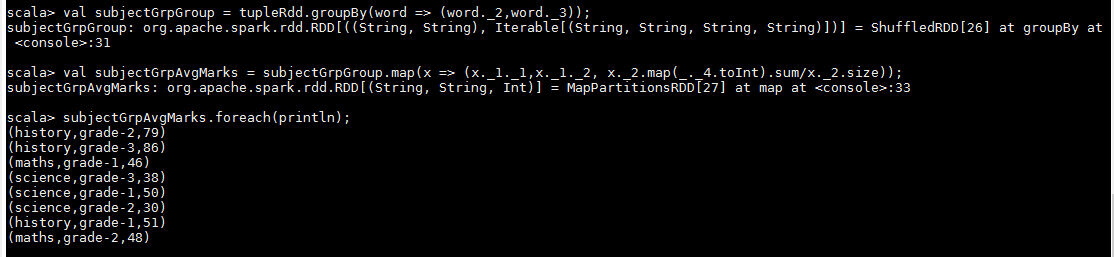 scala> val subjectGrpGroup = tupleRdd.groupBy(word => (word._2,word._3));
subjectGrpGroup: org.apache.spark.rdd.RDD[((String, String), Iterable[(String, String, String, String)])] = ShuffledRDD[26] at groupBy at
<console>:31
scala> val subjectGrpAvgMarks = subjectGrpGroup.map(x => (x._1._1,x._1._2, x._2.map(_._4.toInt).sum/x._2.size));
subjectGrpAvgMarks: org.apache.spark.rdd.RDD[(String, String, Int)] = MapPartitionsRDD[27] at map at <console>:33
scala> subjectGrpAvgMarks.foreach(println);
(history,grade-2,79)
(history,grade-3,86)
(maths,grade-1,46)
(science,grade-3,38)
(science,grade-1,50)
(science,grade-2,30)
(history,grade-1,51)
(maths,grade-2,48)